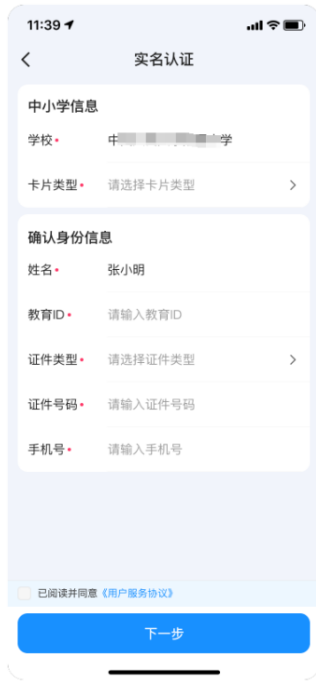 11:39
实名认证
中小学信息
学校• 中 学
卡片类型• 请选择卡片类型
确认身份信息
姓名• 张小明
教育ID• 请输入教育ID
证件类型• 请选择证件类型
证件号码• 请输入证件号码
手机号• 请输入手机号
已阅读并同意《用户服务协议》
下一步